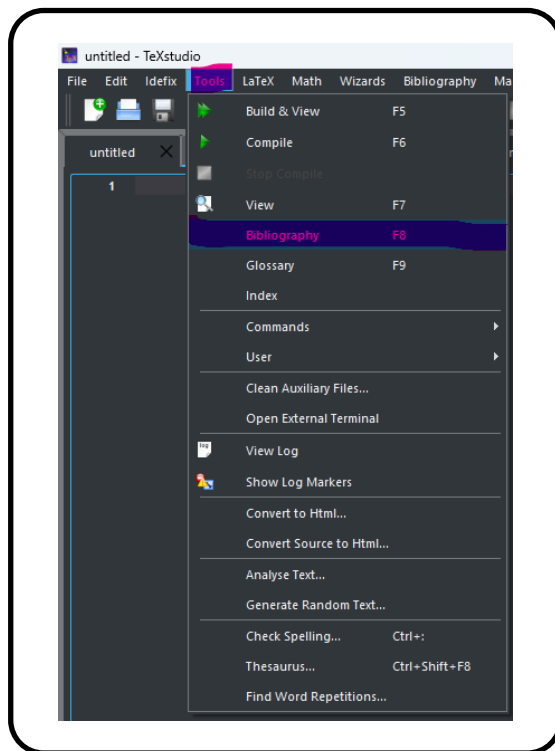 untitled - TeXstudio
File Edit Idefix Tools LaTeX Math Wizards Bibliography Ma
untitled
1
Build & View F5
Compile F6
Stop Compile
View F7
Bibliography F8
Glossary F9
Index
Commands
User
Clean Auxiliary Files...
Open External Terminal
log View Log
Show Log Markers
Convert to Html...
Convert Source to Html...
Analyse Text...
Generate Random Text...
Check Spelling... Ctrl+:
Thesaurus... Ctrl+Shift+F8
Find Word Repetitions...